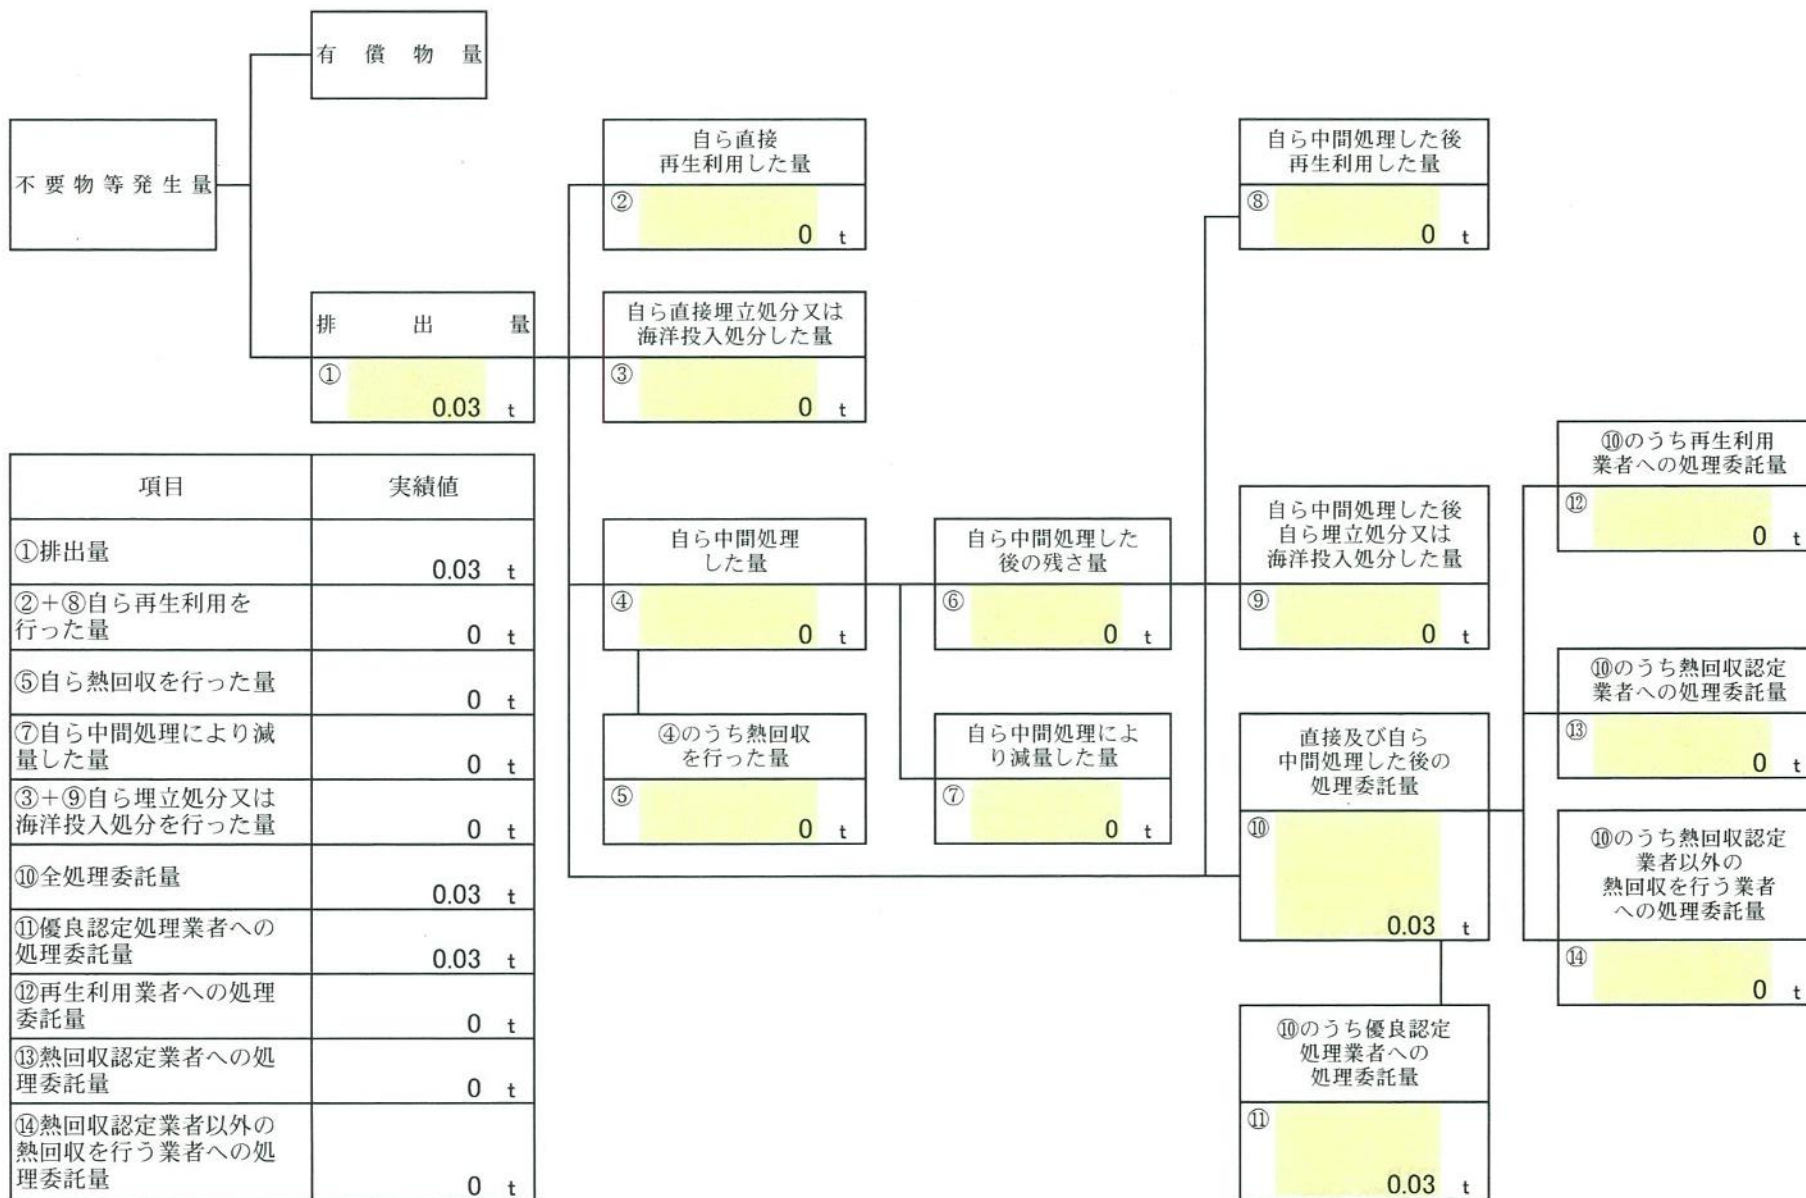 有償物量
不要物等発生量
排出量
①
0.03 t
自ら直接
再生利用した量
②
0 t
自ら直接埋立処分又は
海洋投入処分した量
③
0 t
自ら中間処理
した量
④
0 t
④のうち熱回収
を行った量
⑤
0 t
自ら中間処理した
後の残さ量
⑥
0 t
自ら中間処理によ
り減量した量
⑦
0 t
自ら中間処理した後
再生利用した量
⑧
0 t
自ら中間処理した後
自ら埋立処分又は
海洋投入処分した量
⑨
0 t
直接及び自ら
中間処理した後の
処理委託量
⑩
0.03 t
⑩のうち優良認定
処理業者への
処理委託量
⑪
0.03 t
⑩のうち再生利用
業者への処理委託量
⑫
0 t
⑩のうち熱回収認定
業者への処理委託量
⑬
0 t
⑩のうち熱回収認定
業者以外の
熱回収を行う業者
への処理委託量
⑭
0 t
項目 実績値
①排出量
0.03 t
②+⑧自ら再生利用を
行った量
0 t
⑤自ら熱回収を行った量
0 t
⑦自ら中間処理により減
量した量
0 t
③+⑨自ら埋立処分又は
海洋投入処分を行った量
0 t
⑩全処理委託量
0.03 t
⑪優良認定処理業者への
処理委託量
0.03 t
⑫再生利用業者への処理
委託量
0 t
⑬熱回収認定業者への処
理委託量
0 t
⑭熱回収認定業者以外の
熱回収を行う業者への処
理委託量
0 t